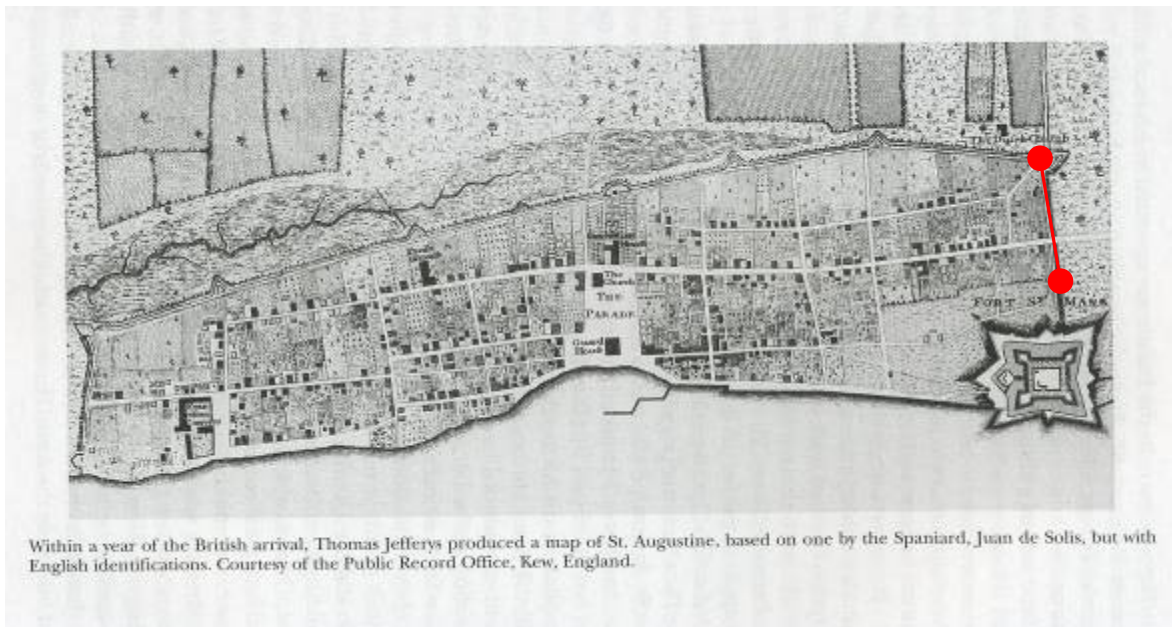 The
Church
The
Parade
Guard
House
Fort St. Mark
Within a year of the British arrival, Thomas Jefferys produced a map of St. Augustine, based on one by the Spaniard, Juan de Solis, but with
English identifications. Courtesy of the Public Record Office, Kew, England.